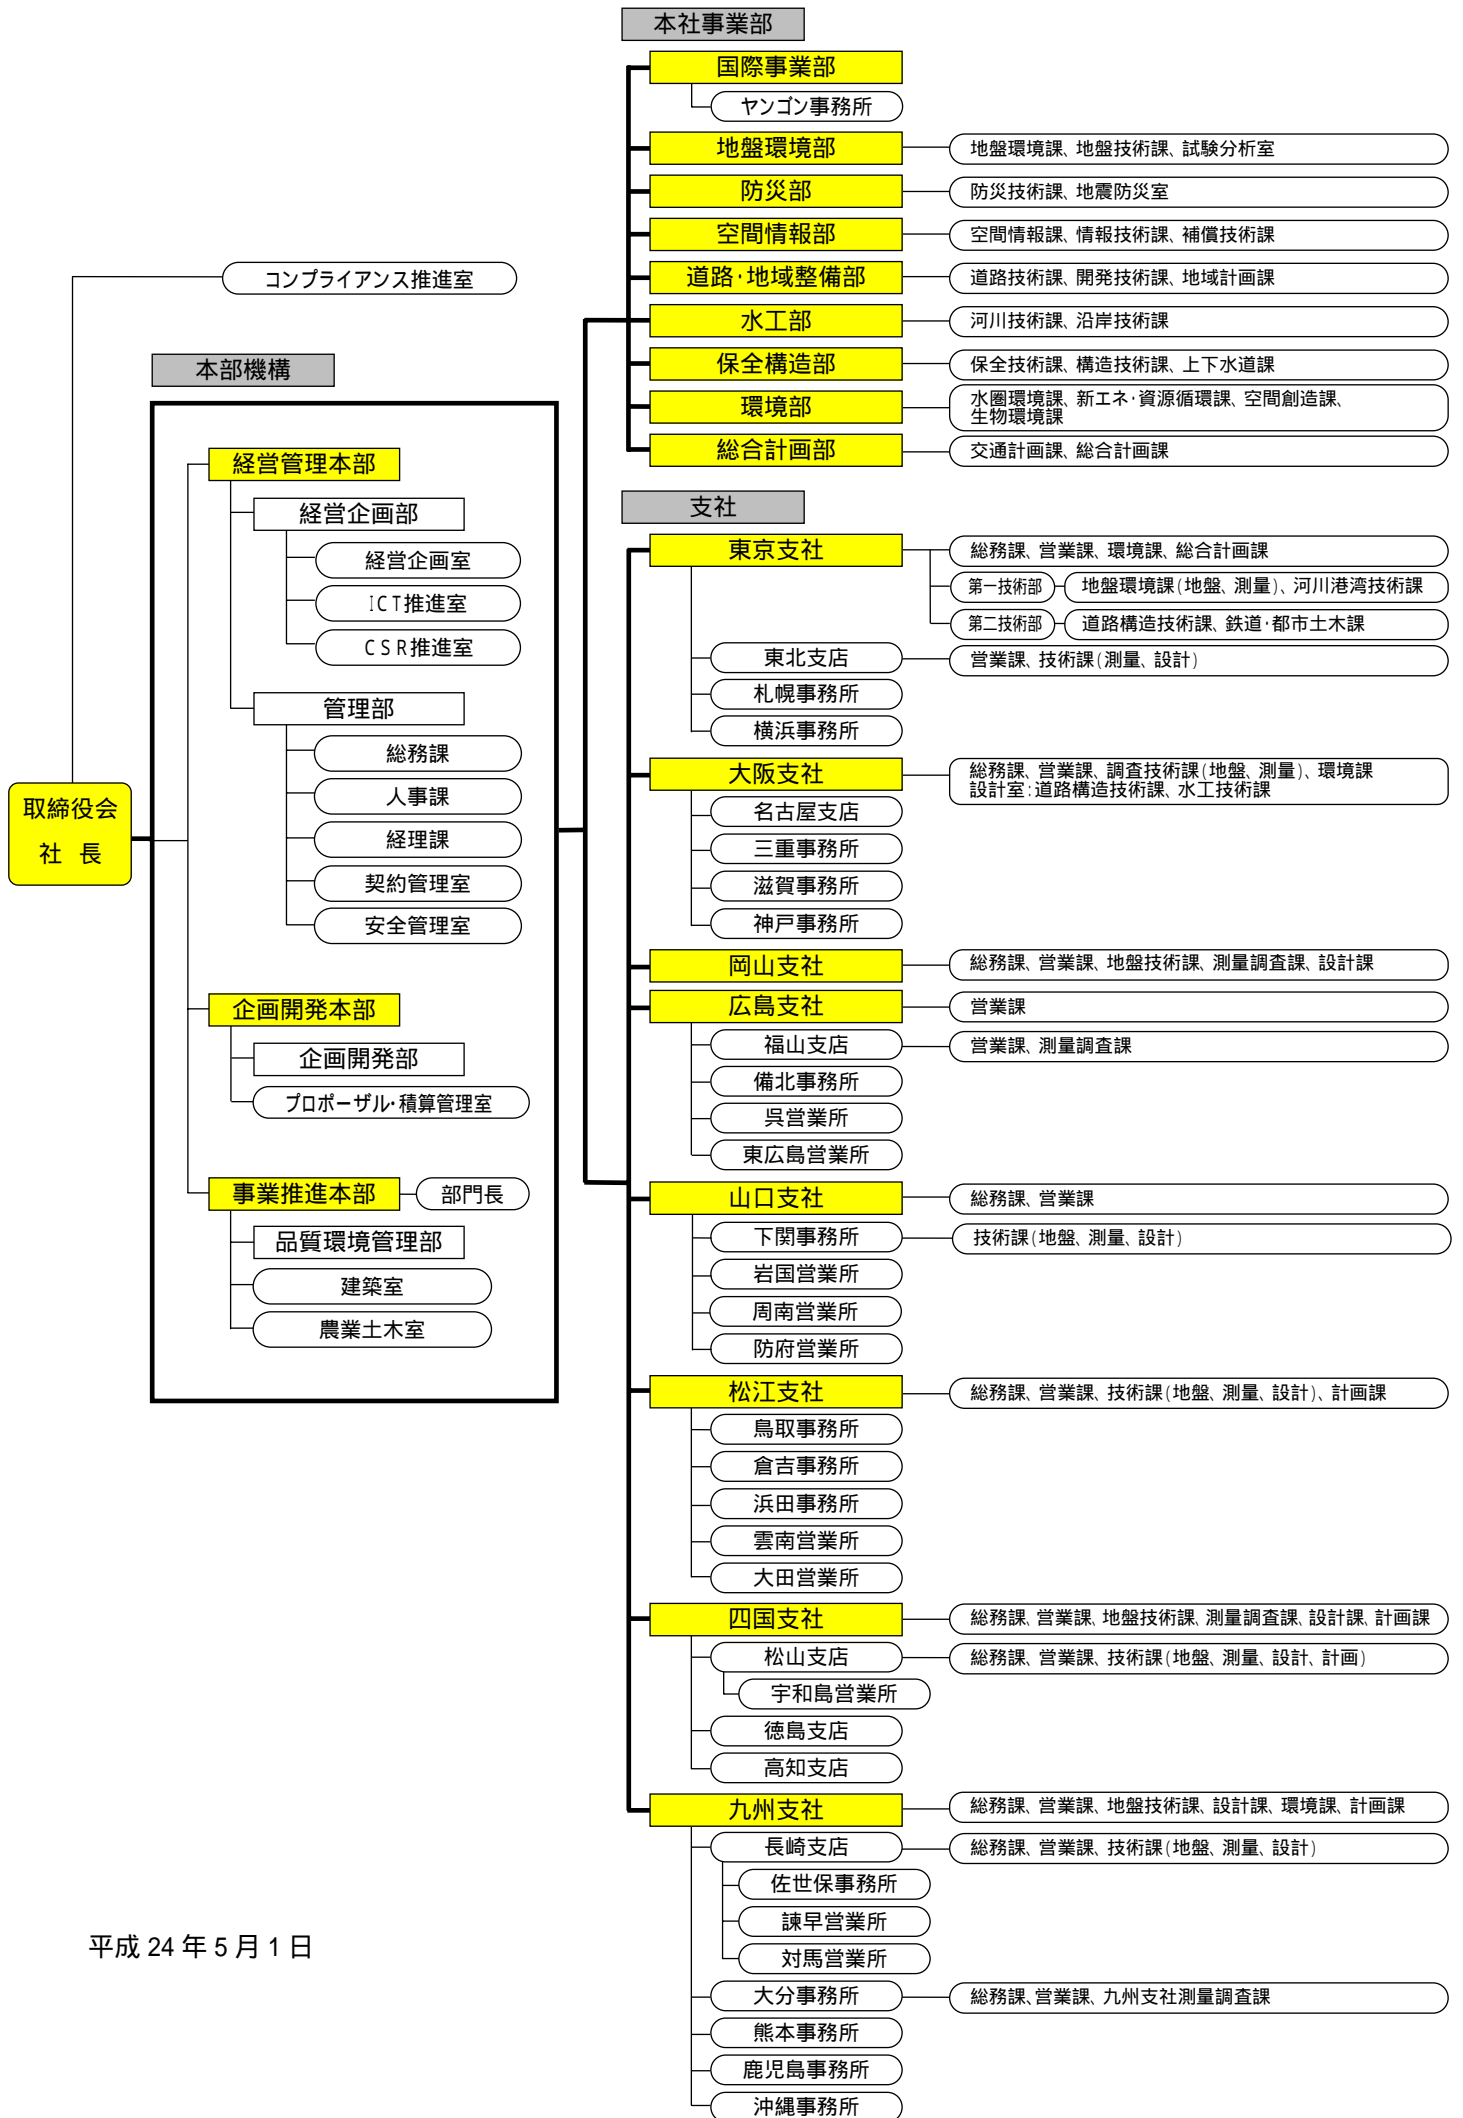 取締役会
社 長
コンプライアンス推進室
本部機構
経営管理本部
経営企画部
経営企画室
ICT推進室
CSR推進室
管理部
総務課
人事課
経理課
契約管理室
安全管理室
企画開発本部
企画開発部
プロポーザル・積算管理室
事業推進本部
部門長
品質環境管理部
建築室
農業土木室
本社事業部
国際事業部
ヤンゴン事務所
地盤環境部
地盤環境課、地盤技術課、試験分析室
防災部
防災技術課、地震防災室
空間情報部
空間情報課、情報技術課、補償技術課
道路・地域整備部
道路技術課、開発技術課、地域計画課
水工部
河川技術課、沿岸技術課
保全構造部
保全技術課、構造技術課、上下水道課
環境部
水圏環境課、新エネ・資源循環課、空間創造課、
生物環境課
総合計画部
交通計画課、総合計画課
支社
東京支社
総務課、営業課、環境課、総合計画課
第一技術部
地盤環境課(地盤、測量)、河川港湾技術課
第二技術部
道路構造技術課、鉄道・都市土木課
東北支店
営業課、技術課(測量、設計)
札幌事務所
横浜事務所
大阪支社
総務課、営業課、調査技術課(地盤、測量)、環境課
設計室：道路構造技術課、水工技術課
名古屋支店
三重事務所
滋賀事務所
神戸事務所
岡山支社
総務課、営業課、地盤技術課、測量調査課、設計課
広島支社
営業課
福山支店
営業課、測量調査課
備北事務所
呉営業所
東広島営業所
山口支社
総務課、営業課
下関事務所
技術課(地盤、測量、設計)
岩国営業所
周南営業所
防府営業所
松江支社
総務課、営業課、技術課(地盤、測量、設計)、計画課
鳥取事務所
倉吉事務所
浜田事務所
雲南営業所
大田営業所
四国支社
総務課、営業課、地盤技術課、測量調査課、設計課、計画課
松山支店
総務課、営業課、技術課(地盤、測量、設計、計画)
宇和島営業所
徳島支店
高知支店
九州支社
総務課、営業課、地盤技術課、設計課、環境課、計画課
長崎支店
総務課、営業課、技術課(地盤、測量、設計)
佐世保事務所
諫早営業所
対馬営業所
大分事務所
総務課、営業課、九州支社測量調査課
熊本事務所
鹿児島事務所
沖縄事務所
平成 24 年 5 月 1 日